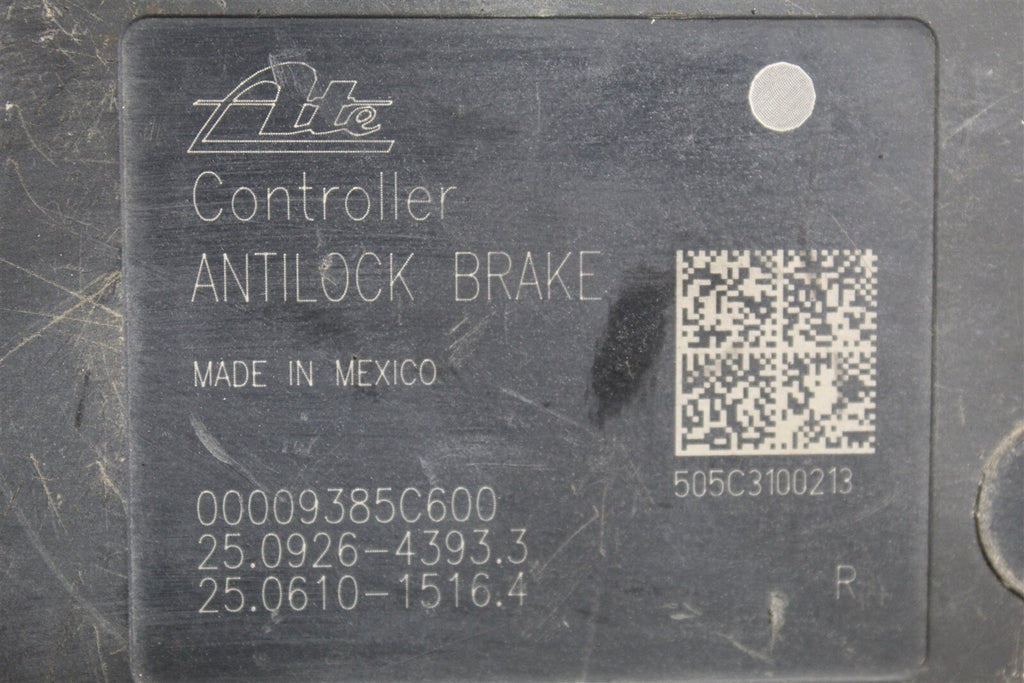 Ate
Controller
ANTILOCK BRAKE
MADE IN MEXICO
505C3100213
00009385C600
25.0926-4393.3
25.0610-1516.4
R